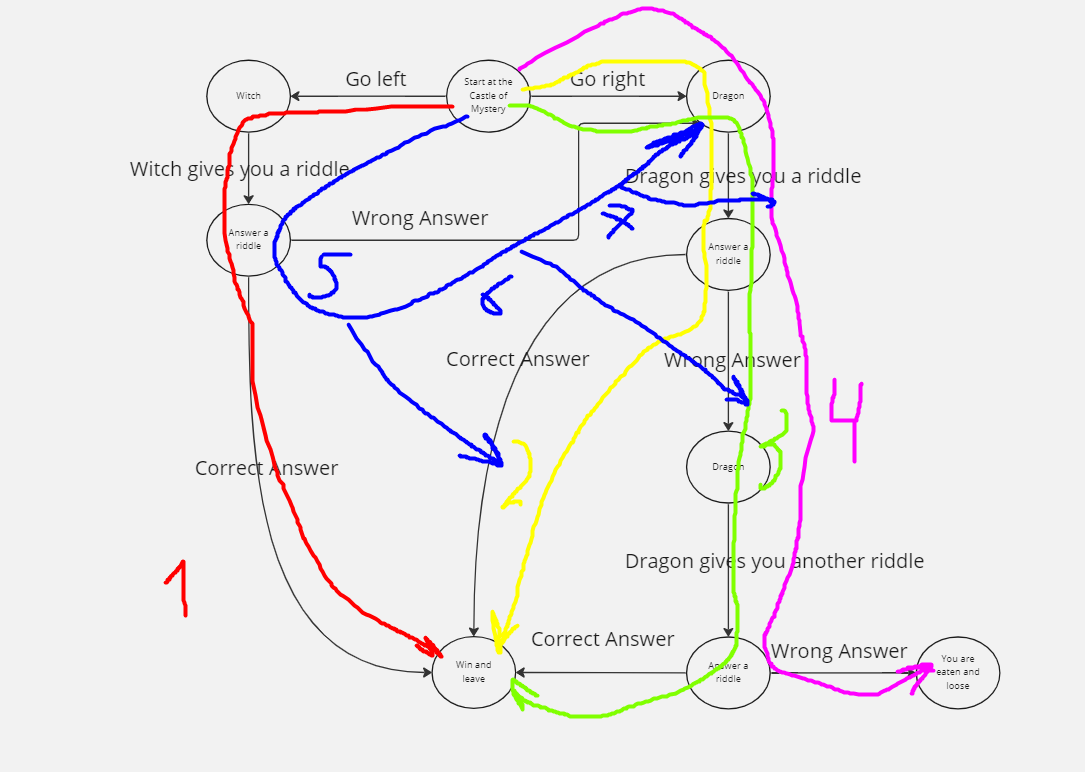 Go left
Go right
Witch
Start at the
Castle of
Mystery
Dragon
Witch gives you a riddle
Dragon gives you a riddle
Answer a
riddle
Wrong Answer
7
Answer a
riddle
5
6
Correct Answer
Wrong Answer
4
3
Correct Answer
2
Dragon
1
Dragon gives you another riddle
Correct Answer
Wrong Answer
Win and
leave
Answer a
riddle
You are
eaten and
loose